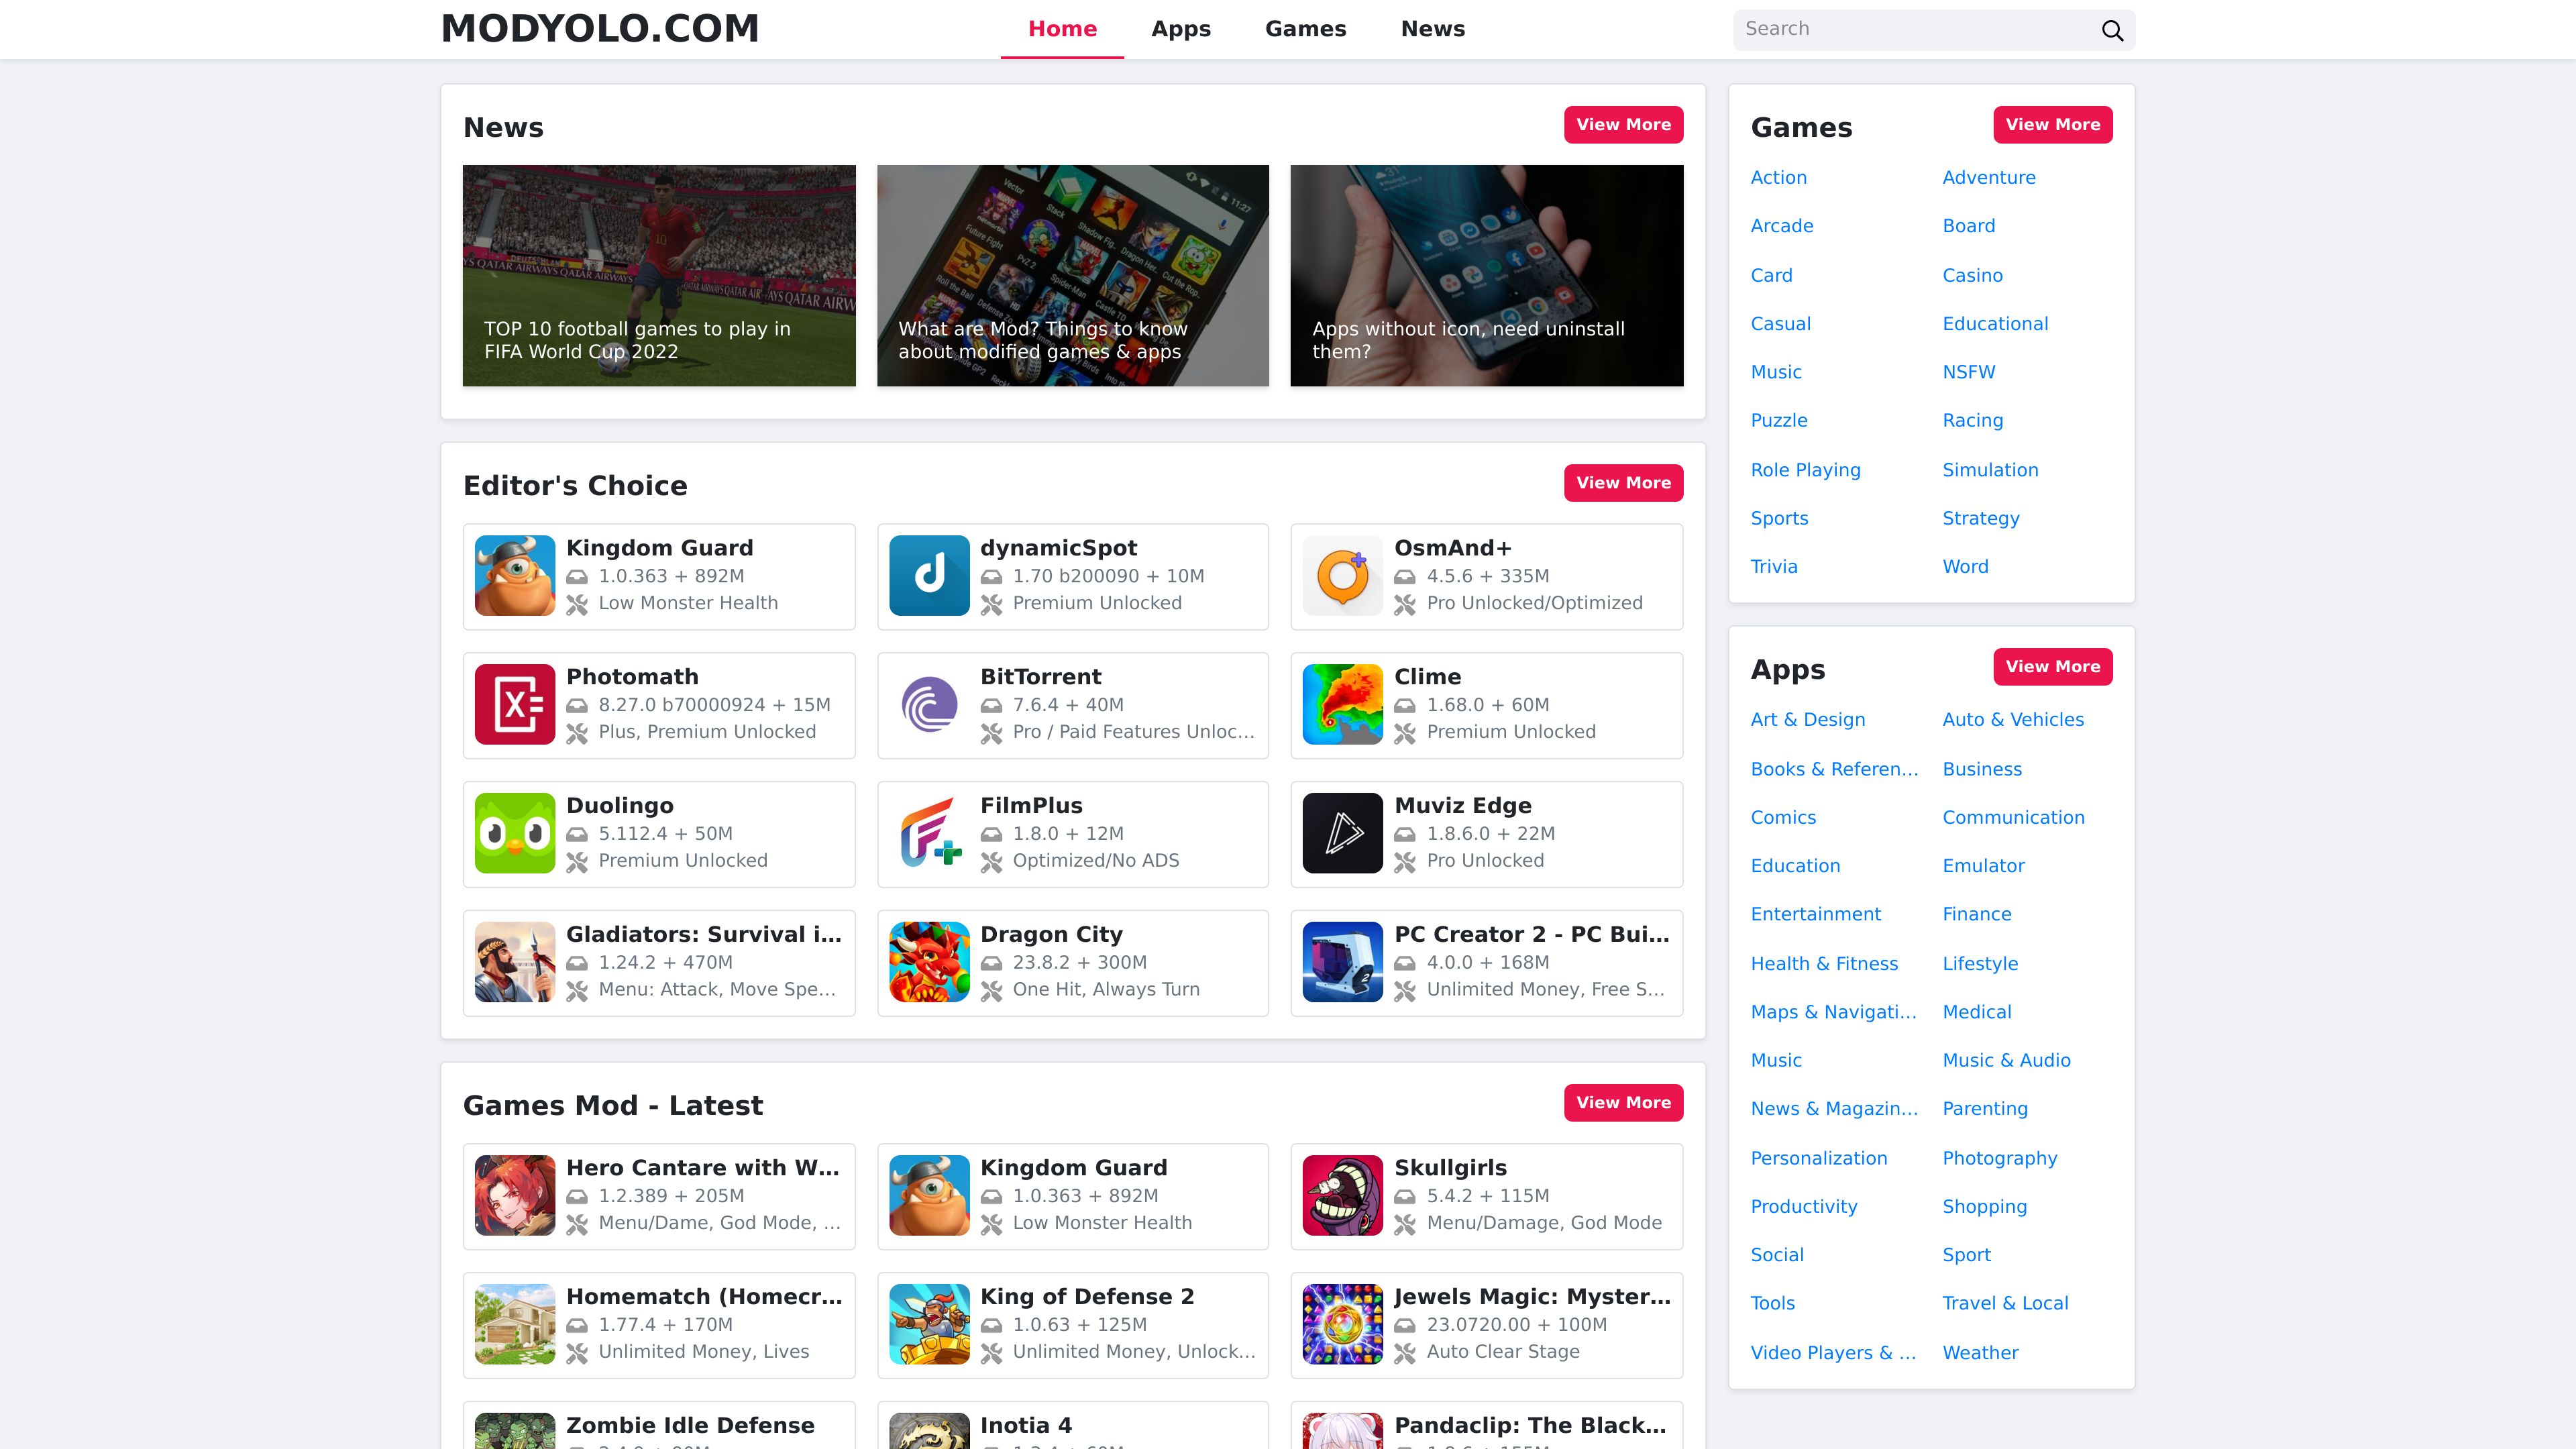 MODYOLO.COM
Home
Apps
Games
News
Search
News
View More
TOP 10 football games to play in
FIFA World Cup 2022
What are Mod? Things to know
about modified games & apps
Apps without icon, need uninstall
them?
Editor's Choice
View More
Kingdom Guard
1.0.363 + 892M
Low Monster Health
dynamicSpot
1.70 b200090 + 10M
Premium Unlocked
OsmAnd+
4.5.6 + 335M
Pro Unlocked/Optimized
Photomath
8.27.0 b70000924 + 15M
Plus, Premium Unlocked
BitTorrent
7.6.4 + 40M
Pro / Paid Features Unloc...
Clime
1.68.0 + 60M
Premium Unlocked
Duolingo
5.112.4 + 50M
Premium Unlocked
FilmPlus
1.8.0 + 12M
Optimized/No ADS
Muviz Edge
1.8.6.0 + 22M
Pro Unlocked
Gladiators: Survival i...
1.24.2 + 470M
Menu: Attack, Move Spe...
Dragon City
23.8.2 + 300M
One Hit, Always Turn
PC Creator 2 - PC Bui...
4.0.0 + 168M
Unlimited Money, Free S...
Games Mod - Latest
View More
Hero Cantare with W...
1.2.389 + 205M
Menu/Dame, God Mode, ...
Kingdom Guard
1.0.363 + 892M
Low Monster Health
Skullgirls
5.4.2 + 115M
Menu/Damage, God Mode
Homematch (Homecr...
1.77.4 + 170M
Unlimited Money, Lives
King of Defense 2
1.0.63 + 125M
Unlimited Money, Unlock...
Jewels Magic: Myster...
23.0720.00 + 100M
Auto Clear Stage
Zombie Idle Defense
Inotia 4
Pandaclip: The Black...
Games
View More
Action
Adventure
Arcade
Board
Card
Casino
Casual
Educational
Music
NSFW
Puzzle
Racing
Role Playing
Simulation
Sports
Strategy
Trivia
Word
Apps
View More
Art & Design
Auto & Vehicles
Books & Referen...
Business
Comics
Communication
Education
Emulator
Entertainment
Finance
Health & Fitness
Lifestyle
Maps & Navigati...
Medical
Music
Music & Audio
News & Magazin...
Parenting
Personalization
Photography
Productivity
Shopping
Social
Sport
Tools
Travel & Local
Video Players & ...
Weather